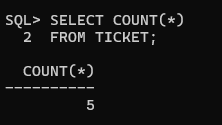 SQL> SELECT COUNT(*)
  2  FROM TICKET;
  COUNT(*)
----------
         5